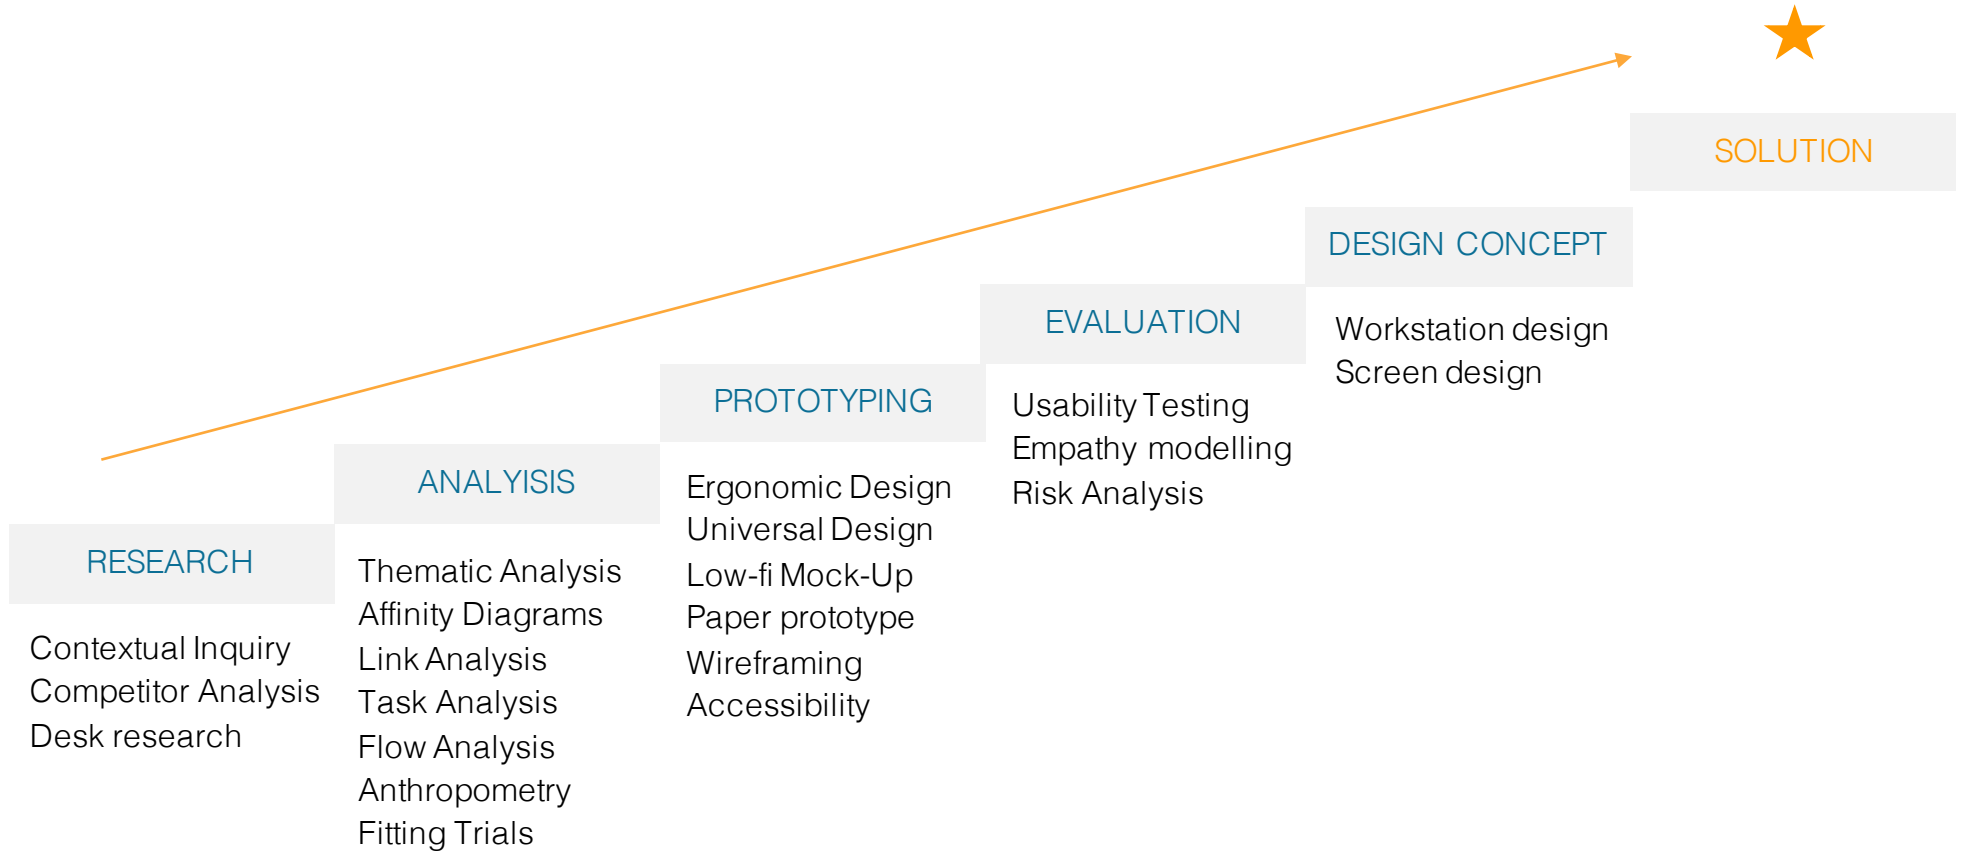 SOLUTION
DESIGN CONCEPT
Workstation design
Screen design
EVALUATION
Usability Testing
Empathy modelling
Risk Analysis
PROTOTYPING
Ergonomic Design
Universal Design
Low-fi Mock-Up
Paper prototype
Wireframing
Accessibility
ANALYISIS
Thematic Analysis
Affinity Diagrams
Link Analysis
Task Analysis
Flow Analysis
Anthropometry
Fitting Trials
RESEARCH
Contextual Inquiry
Competitor Analysis
Desk research